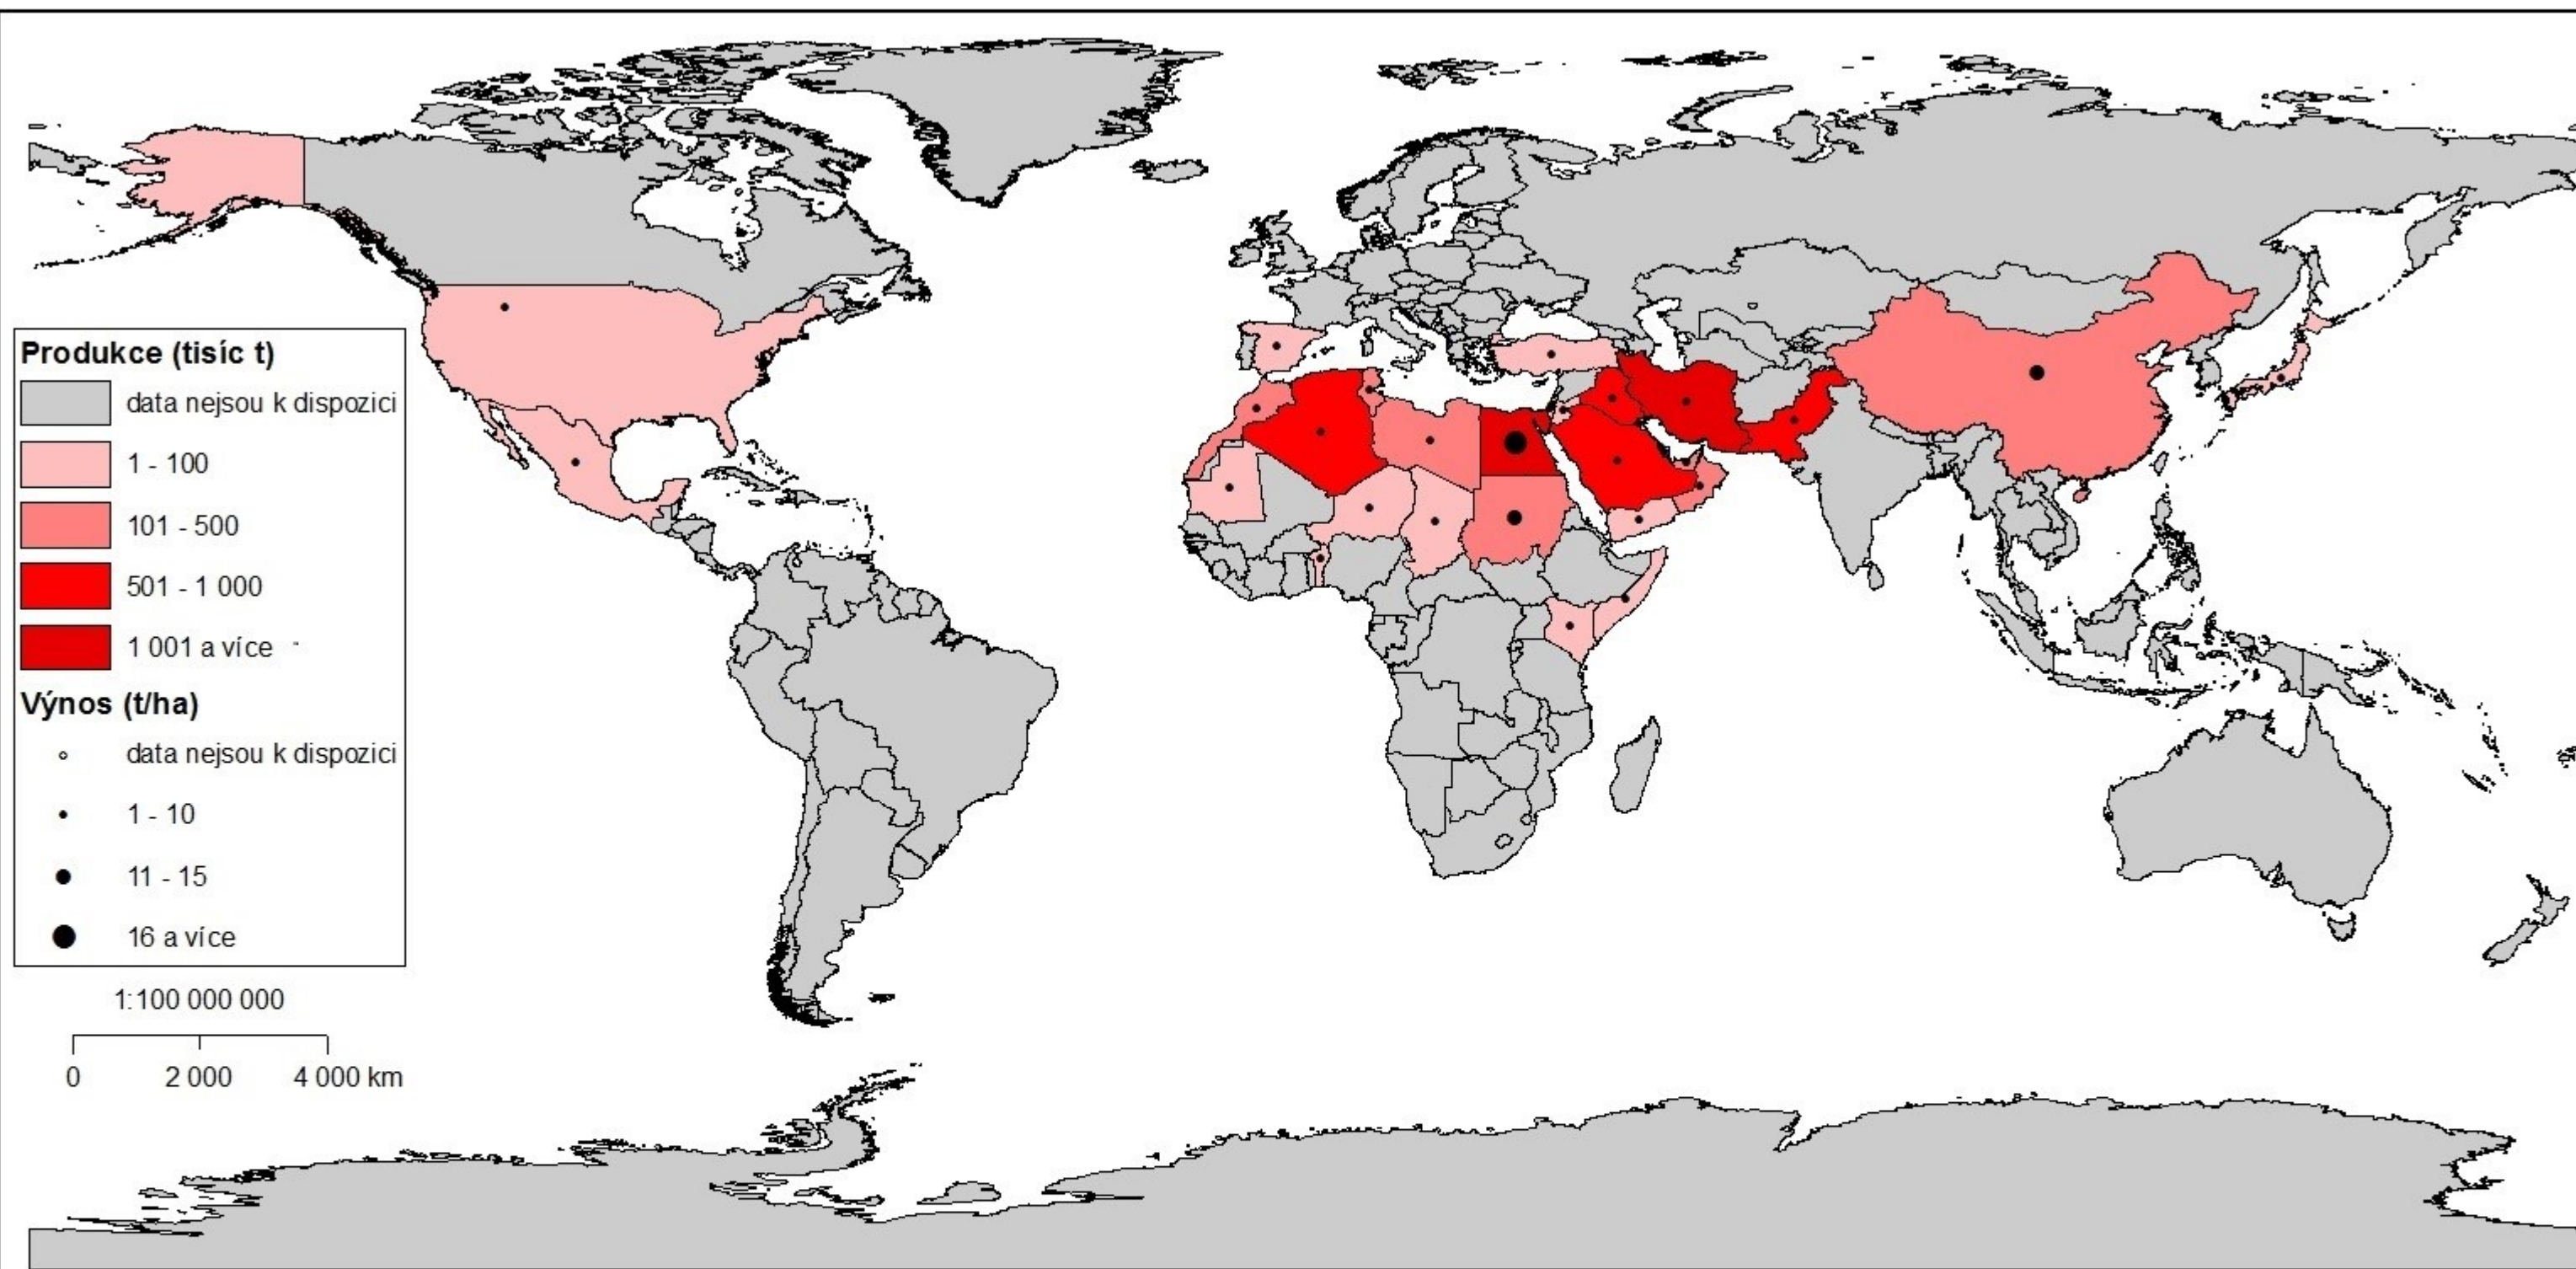 Produkce (tisíc t)
data nejsou k dispozici
1 - 100
101 - 500
501 - 1 000
1 001 a více
Výnos (t/ha)
data nejsou k dispozici
1 - 10
11 - 15
16 a více
1:100 000 000
0 2 000 4 000 km